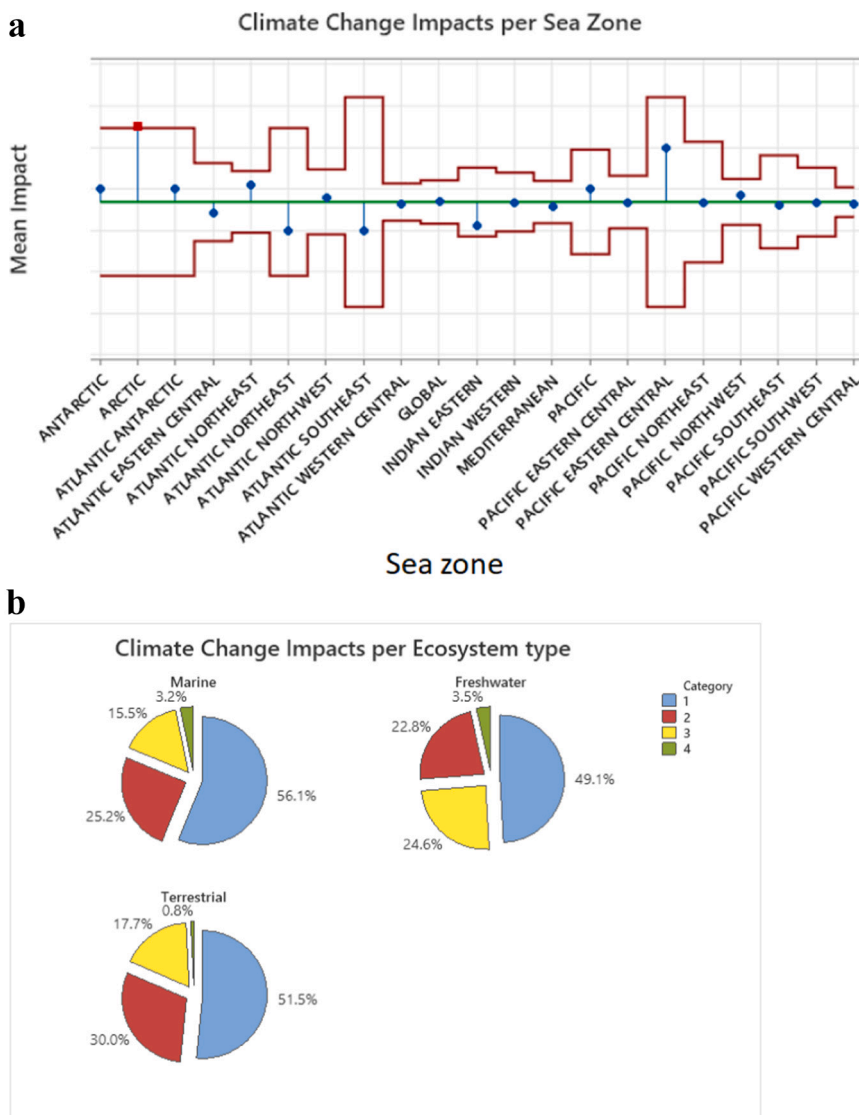 a
Climate Change Impacts per Sea Zone
Mean Impact
ANTARCTIC
ARCTIC
ATLANTIC ANTARCTIC
ATLANTIC EASTERN CENTRAL
ATLANTIC NORTHEAST
ATLANTIC NORTHEAST
ATLANTIC NORTHWEST
ATLANTIC SOUTHEAST
ATLANTIC WESTERN CENTRAL
GLOBAL
INDIAN EASTERN
INDIAN WESTERN
MEDITERRANEAN
PACIFIC
PACIFIC EASTERN CENTRAL
PACIFIC EASTERN CENTRAL
PACIFIC NORTHEAST
PACIFIC NORTHWEST
PACIFIC SOUTHEAST
PACIFIC SOUTHWEST
PACIFIC WESTERN CENTRAL
Sea zone
b
Climate Change Impacts per Ecosystem type
Marine
3.2%
15.5%
25.2%
56.1%
Freshwater
3.5%
22.8%
24.6%
49.1%
Category
1
2
3
4
Terrestrial
0.8%
17.7%
30.0%
51.5%